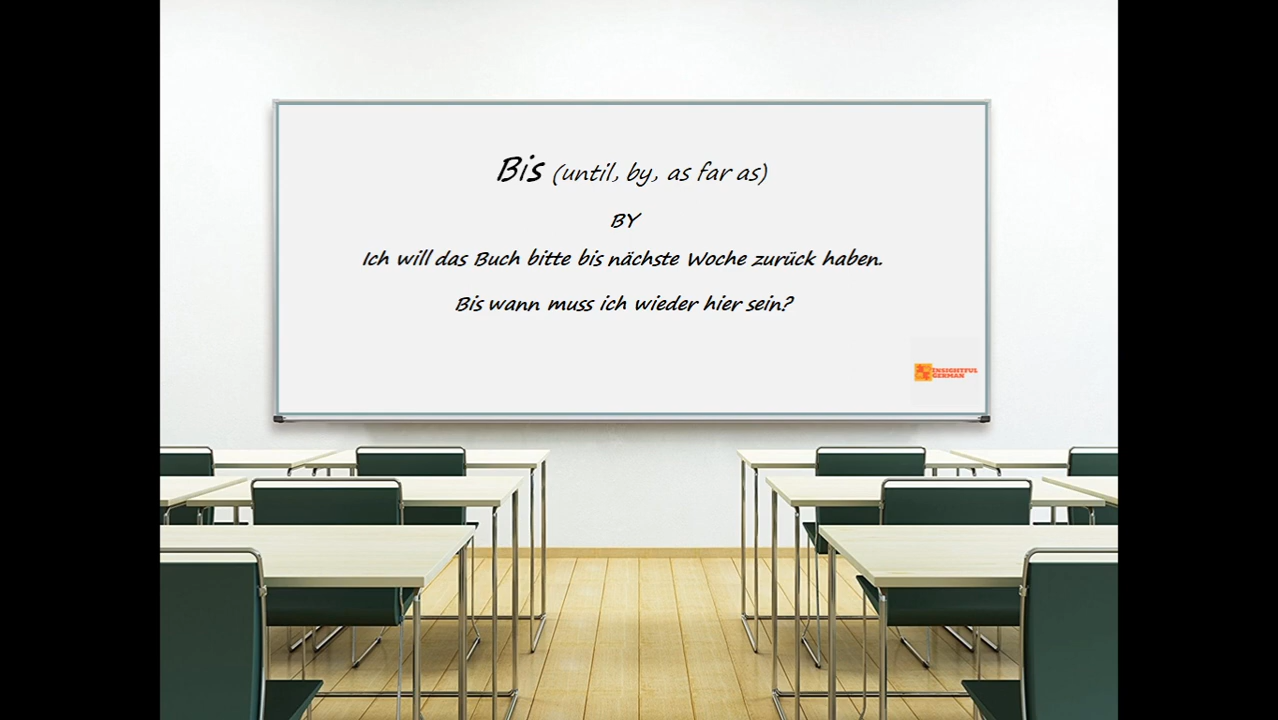 Bis (until, by, as far as)
BY
Ich will das Buch bitte bis nächste Woche zurück haben.
Bis wann muss ich wieder hier sein?
INSIGHTFUL
GERMAN